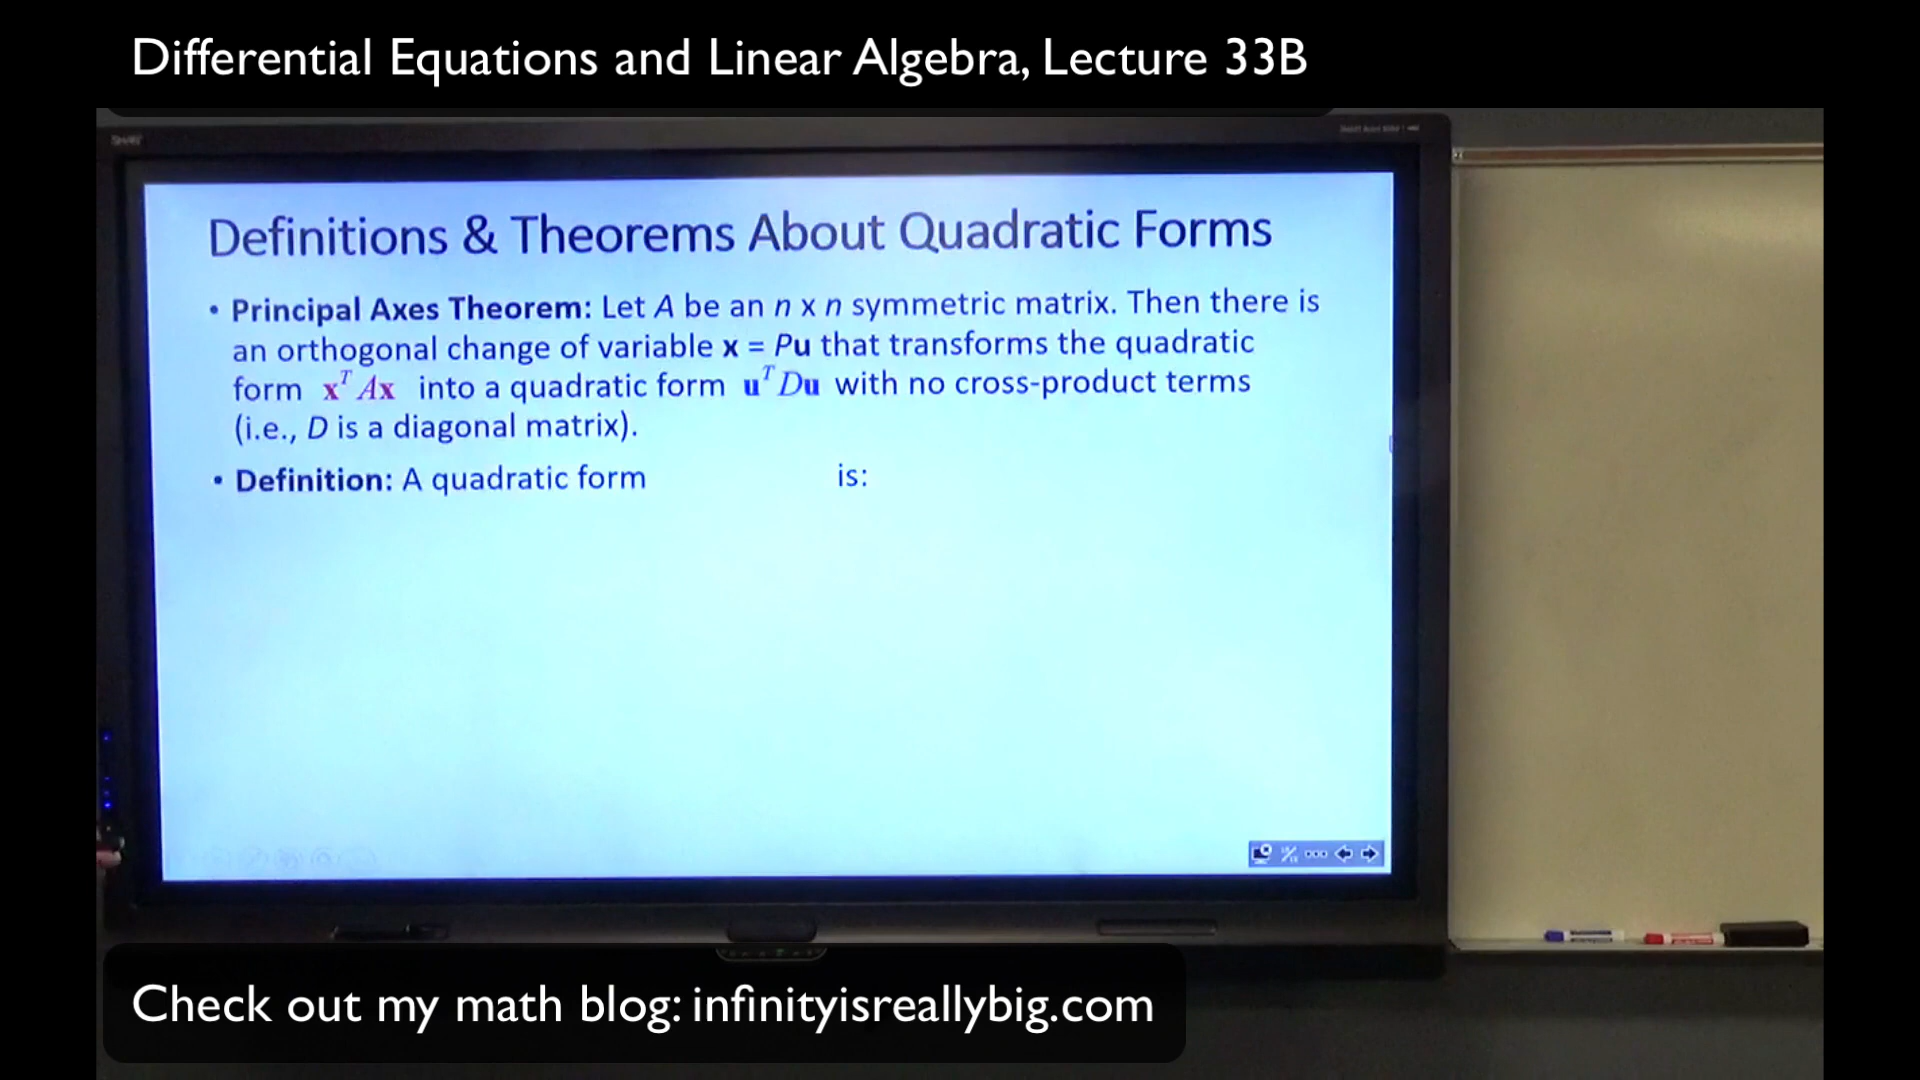 Differential Equations and Linear Algebra, Lecture 33B
Definitions & Theorems About Quadratic Forms
• Principal Axes Theorem: Let A be an n x n symmetric matrix. Then there is
an orthogonal change of variable x = Pu that transforms the quadratic
form xᵀAx into a quadratic form uᵀDu with no cross-product terms
(i.e., D is a diagonal matrix).
• Definition: A quadratic form is:
Check out my math blog: infinityisreallybig.com